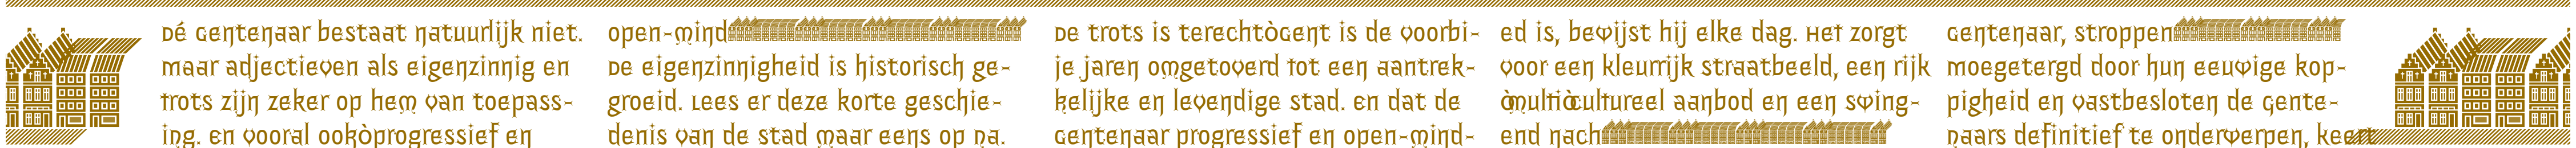 Dé Gentenaar bestaat natuurlijk niet.
Maar adjectieven als eigenzinnig en
trots zijn zeker op hem van toepass-
ing. En vooral ookòprogressief en
open-mind
De eigenzinnigheid is historisch ge-
groeid. Lees er deze korte geschie-
denis van de stad maar eens op na.
De trots is terechtòGent is de voorbi-
je jaren omgetoverd tot een aantrek-
kelijke en levendige stad. En dat de
Gentenaar progressief en open-mind-
ed is, bewijst hij elke dag. Het zorgt
voor een kleurrijk straatbeeld, een rijk
òmultiòcultureel aanbod en een swing-
end nach
Gentenaar, stroppen
moegetergd door hun eeuwige kop-
pigheid en vastbesloten de Gente-
naars definitief te onderwerpen, keert